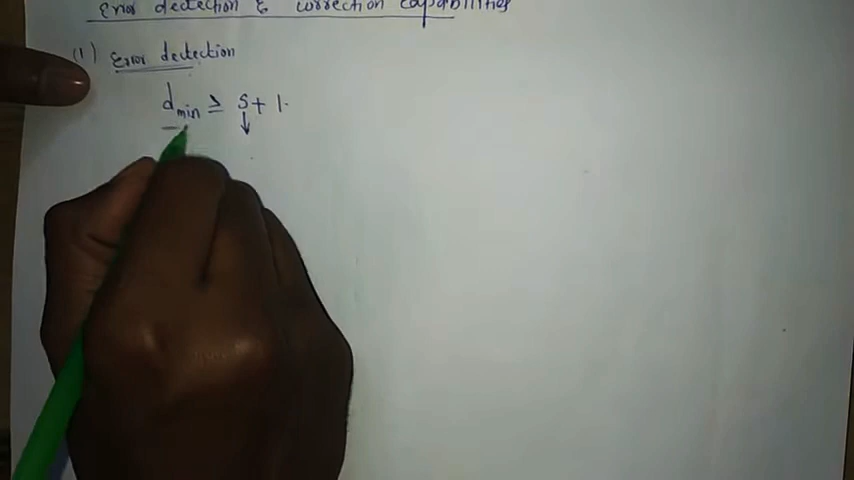 Error detection & correction capabilities
(1) Error detection
dmin ≥ s + 1.